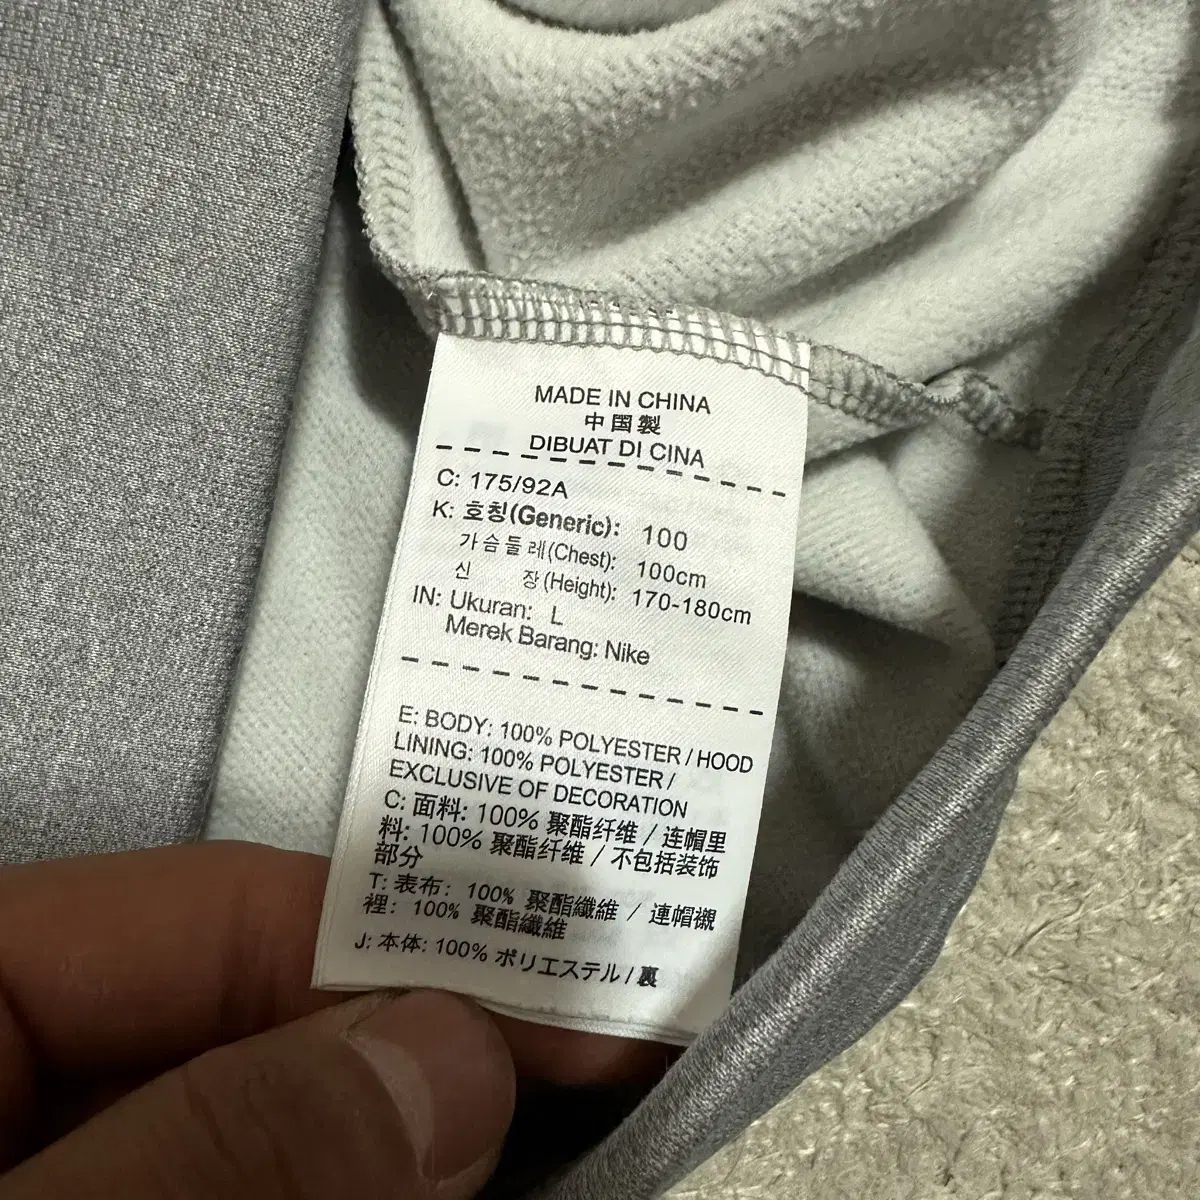 MADE IN CHINA
中国製
DIBUAT DI CINA
C: 175/92A
K: 호칭(Generic): 100
가슴둘레(Chest): 100cm
신 장(Height): 170-180cm
IN: Ukuran: L
Merek Barang: Nike
E: BODY: 100% POLYESTER / HOOD
LINING: 100% POLYESTER /
EXCLUSIVE OF DECORATION
C: 面料: 100% 聚酯纤维 / 连帽里
料: 100% 聚酯纤维 / 不包括装饰
部分
T: 表布: 100% 聚酯纖維 / 連帽襯
裡: 100% 聚酯纖維
J: 本体: 100% ポリエステル / 裏